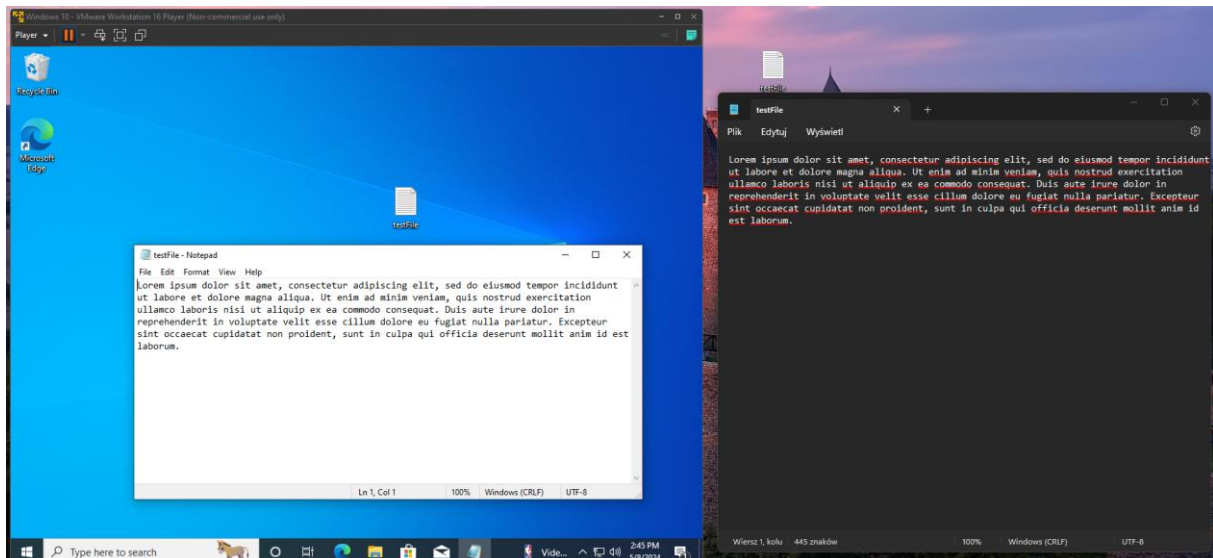 Windows 10 - VMware Workstation 16 Player (Non-commercial use only)
Player
Recycle Bin
Microsoft
Edge
testFile
testFile - Notepad
File Edit Format View Help
Lorem ipsum dolor sit amet, consectetur adipiscing elit, sed do eiusmod tempor incididunt
ut labore et dolore magna aliqua. Ut enim ad minim veniam, quis nostrud exercitation
ullamco laboris nisi ut aliquip ex ea commodo consequat. Duis aute irure dolor in
reprehenderit in voluptate velit esse cillum dolore eu fugiat nulla pariatur. Excepteur
sint occaecat cupidatat non proident, sunt in culpa qui officia deserunt mollit anim id est
laborum.
Ln 1, Col 1 100% Windows (CRLF) UTF-8
Type here to search
Vide...
2:45 PM
5/8/2024
testFile
testFile
Plik Edytuj Wyświetl
Lorem ipsum dolor sit amet, consectetur adipiscing elit, sed do eiusmod tempor incididunt
ut labore et dolore magna aliqua. Ut enim ad minim veniam, quis nostrud exercitation
ullamco laboris nisi ut aliquip ex ea commodo consequat. Duis aute irure dolor in
reprehenderit in voluptate velit esse cillum dolore eu fugiat nulla pariatur. Excepteur
sint occaecat cupidatat non proident, sunt in culpa qui officia deserunt mollit anim id
est laborum.
Wiersz 1, kolu 445 znaków 100% Windows (CRLF) UTF-8